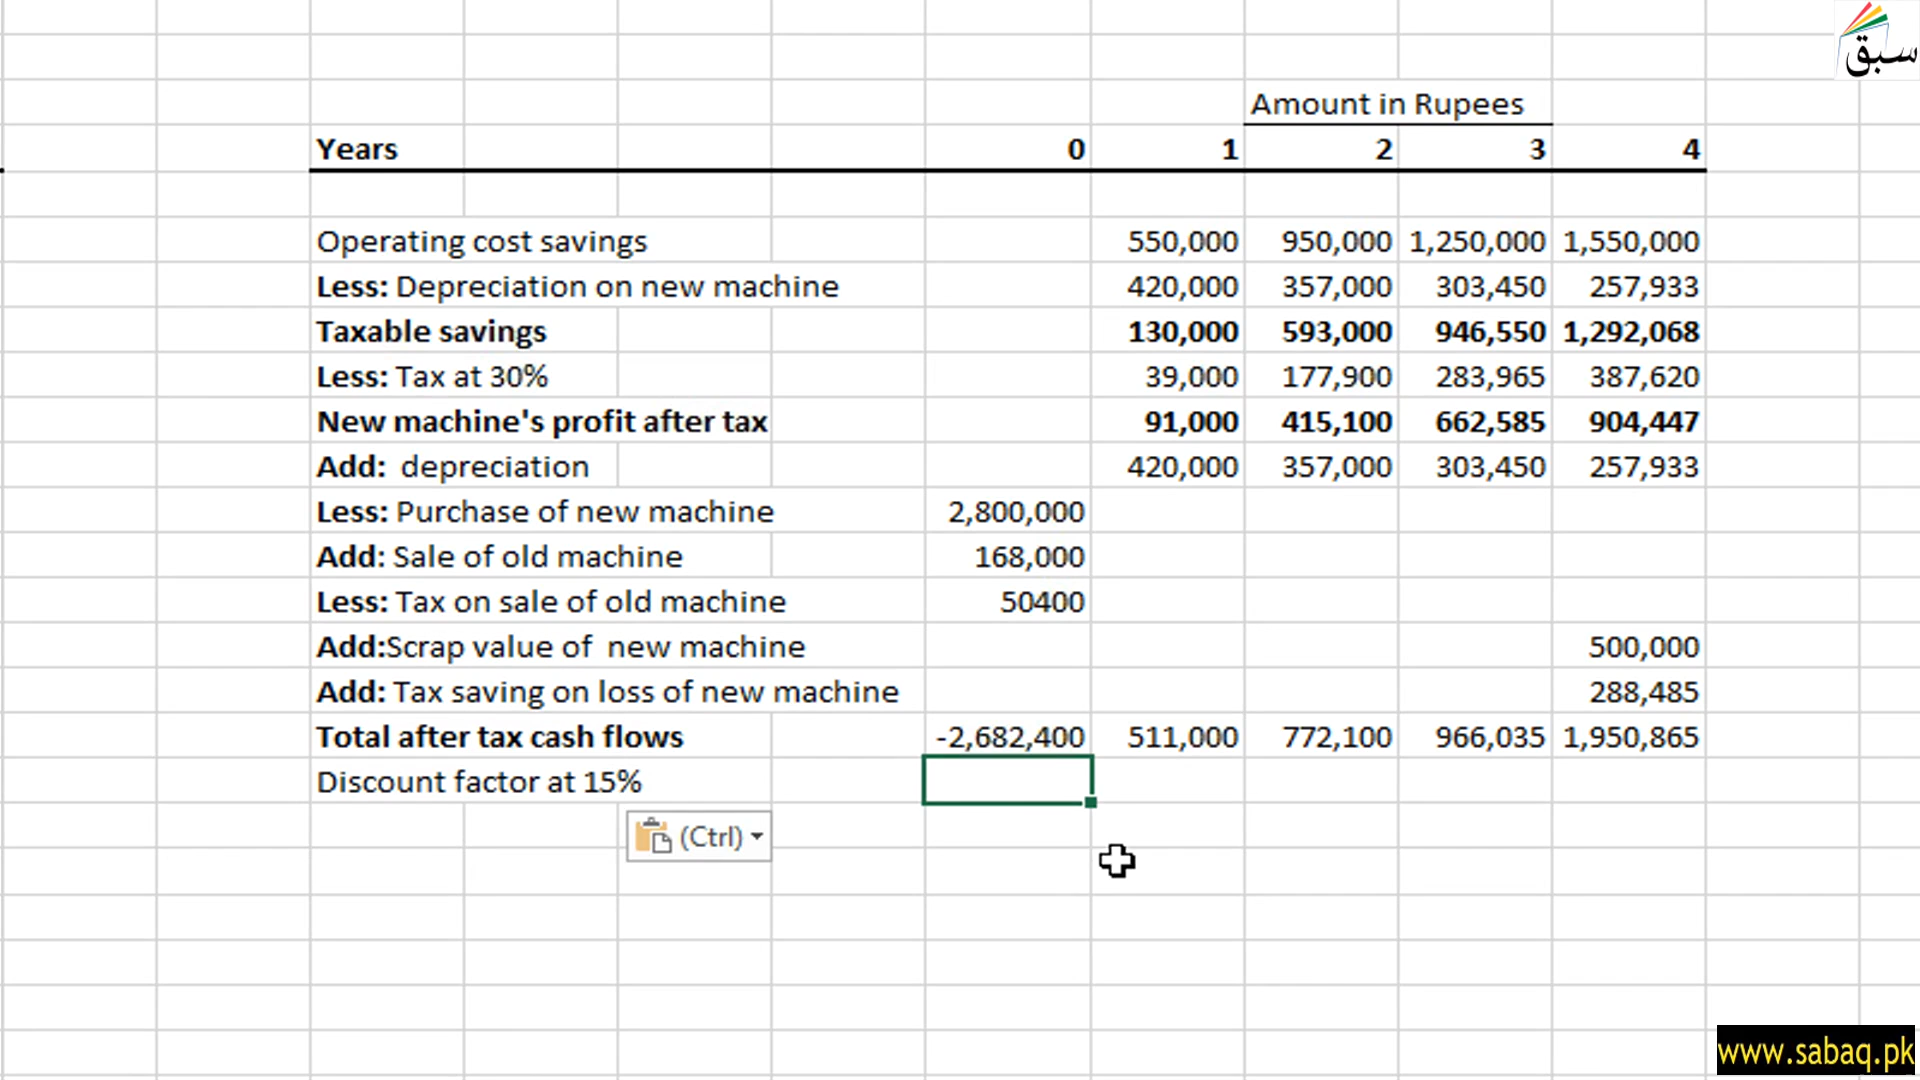 سبق
Amount in Rupees
Years 0 1 2 3 4
Operating cost savings 550,000 950,000 1,250,000 1,550,000
Less: Depreciation on new machine 420,000 357,000 303,450 257,933
Taxable savings 130,000 593,000 946,550 1,292,068
Less: Tax at 30% 39,000 177,900 283,965 387,620
New machine's profit after tax 91,000 415,100 662,585 904,447
Add: depreciation 420,000 357,000 303,450 257,933
Less: Purchase of new machine 2,800,000
Add: Sale of old machine 168,000
Less: Tax on sale of old machine 50400
Add:Scrap value of new machine 500,000
Add: Tax saving on loss of new machine 288,485
Total after tax cash flows -2,682,400 511,000 772,100 966,035 1,950,865
Discount factor at 15%
(Ctrl)
www.sabaq.pk